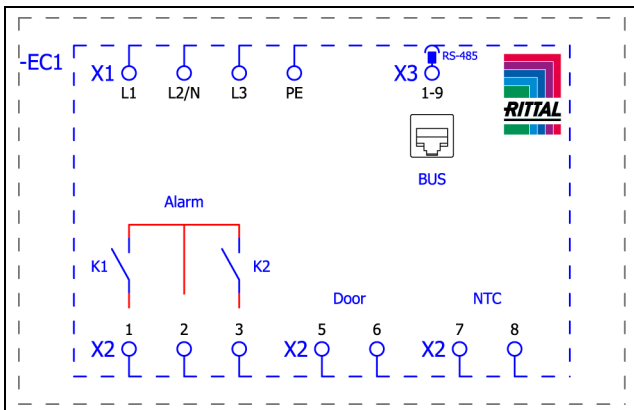 -EC1
X1
L1
L2/N
L3
PE
X3
RS-485
1-9
RITTAL
BUS
Alarm
K1
K2
Door
NTC
X2
1
2
3
X2
5
6
X2
7
8